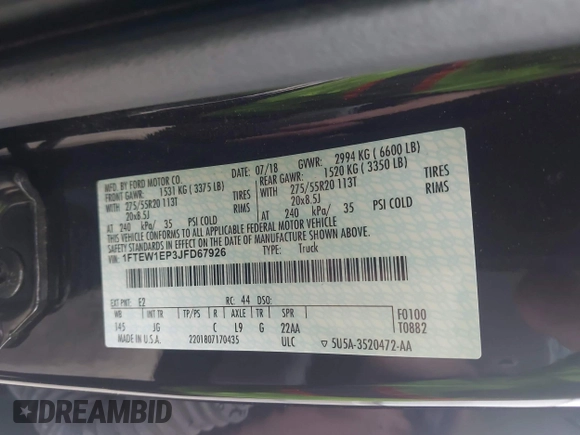 MFD. BY FORD MOTOR CO. DATE: 07/18 GVWR: 2994 KG ( 6600 LB)
FRONT GAWR: 1531 KG ( 3375 LB) REAR GAWR: 1520 KG ( 3350 LB)
WITH 275/55R20 113T TIRES WITH 275/55R20 113T TIRES
20x8.5J RIMS 20x8.5J RIMS
AT 240 kPa/ 35 PSI COLD AT 240 kPa/ 35 PSI COLD
THIS VEHICLE CONFORMS TO ALL APPLICABLE FEDERAL MOTOR VEHICLE
SAFETY STANDARDS IN EFFECT ON THE DATE OF MANUFACTURE SHOWN ABOVE.
VIN: 1FTEW1EP3JFD67926 TYPE: Truck
EXT PNT: E2 RC: 44 DSO:
WB INT TR TP/PS R AXLE TR SPR F0100
145 JG C L9 G 22AA T0882
MADE IN U.S.A. 2201807170435 ULC ▽ 5U5A-3520472-AA
DREAMBID